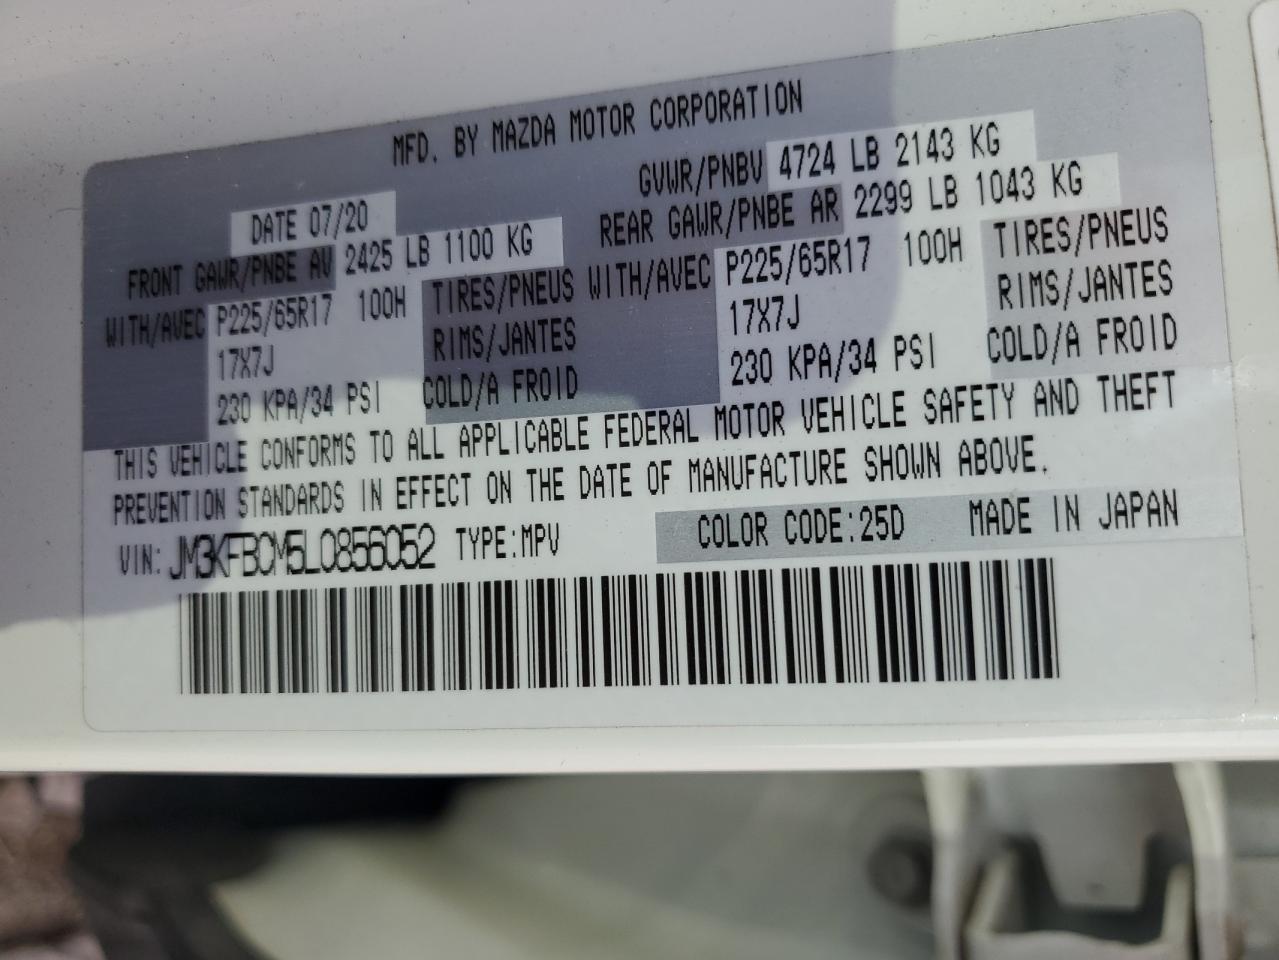 MFD. BY MAZDA MOTOR CORPORATION
DATE 07/20 GVWR/PNBV 4724 LB 2143 KG
FRONT GAWR/PNBE AV 2425 LB 1100 KG REAR GAWR/PNBE AR 2299 LB 1043 KG
WITH/AVEC P225/65R17 100H TIRES/PNEUS WITH/AVEC P225/65R17 100H TIRES/PNEUS
17X7J RIMS/JANTES 17X7J RIMS/JANTES
230 KPA/34 PSI COLD/A FROID 230 KPA/34 PSI COLD/A FROID
THIS VEHICLE CONFORMS TO ALL APPLICABLE FEDERAL MOTOR VEHICLE SAFETY AND THEFT
PREVENTION STANDARDS IN EFFECT ON THE DATE OF MANUFACTURE SHOWN ABOVE.
VIN: JM3KFBCM5L0856052 TYPE:MPV COLOR CODE:25D MADE IN JAPAN